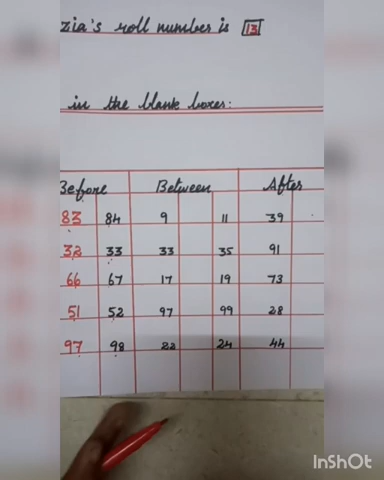 zia's roll number is 13
in the blank boxes:
Before Between After
83 84 9 11 39
32 33 33 35 91
66 67 17 19 73
51 52 97 99 28
97 98 22 24 44
InShOt